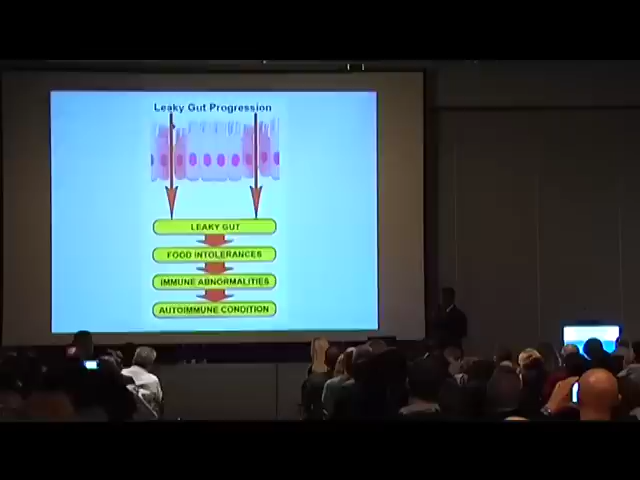 Leaky Gut Progression
LEAKY GUT
FOOD INTOLERANCES
IMMUNE ABNORMALITIES
AUTOIMMUNE CONDITION